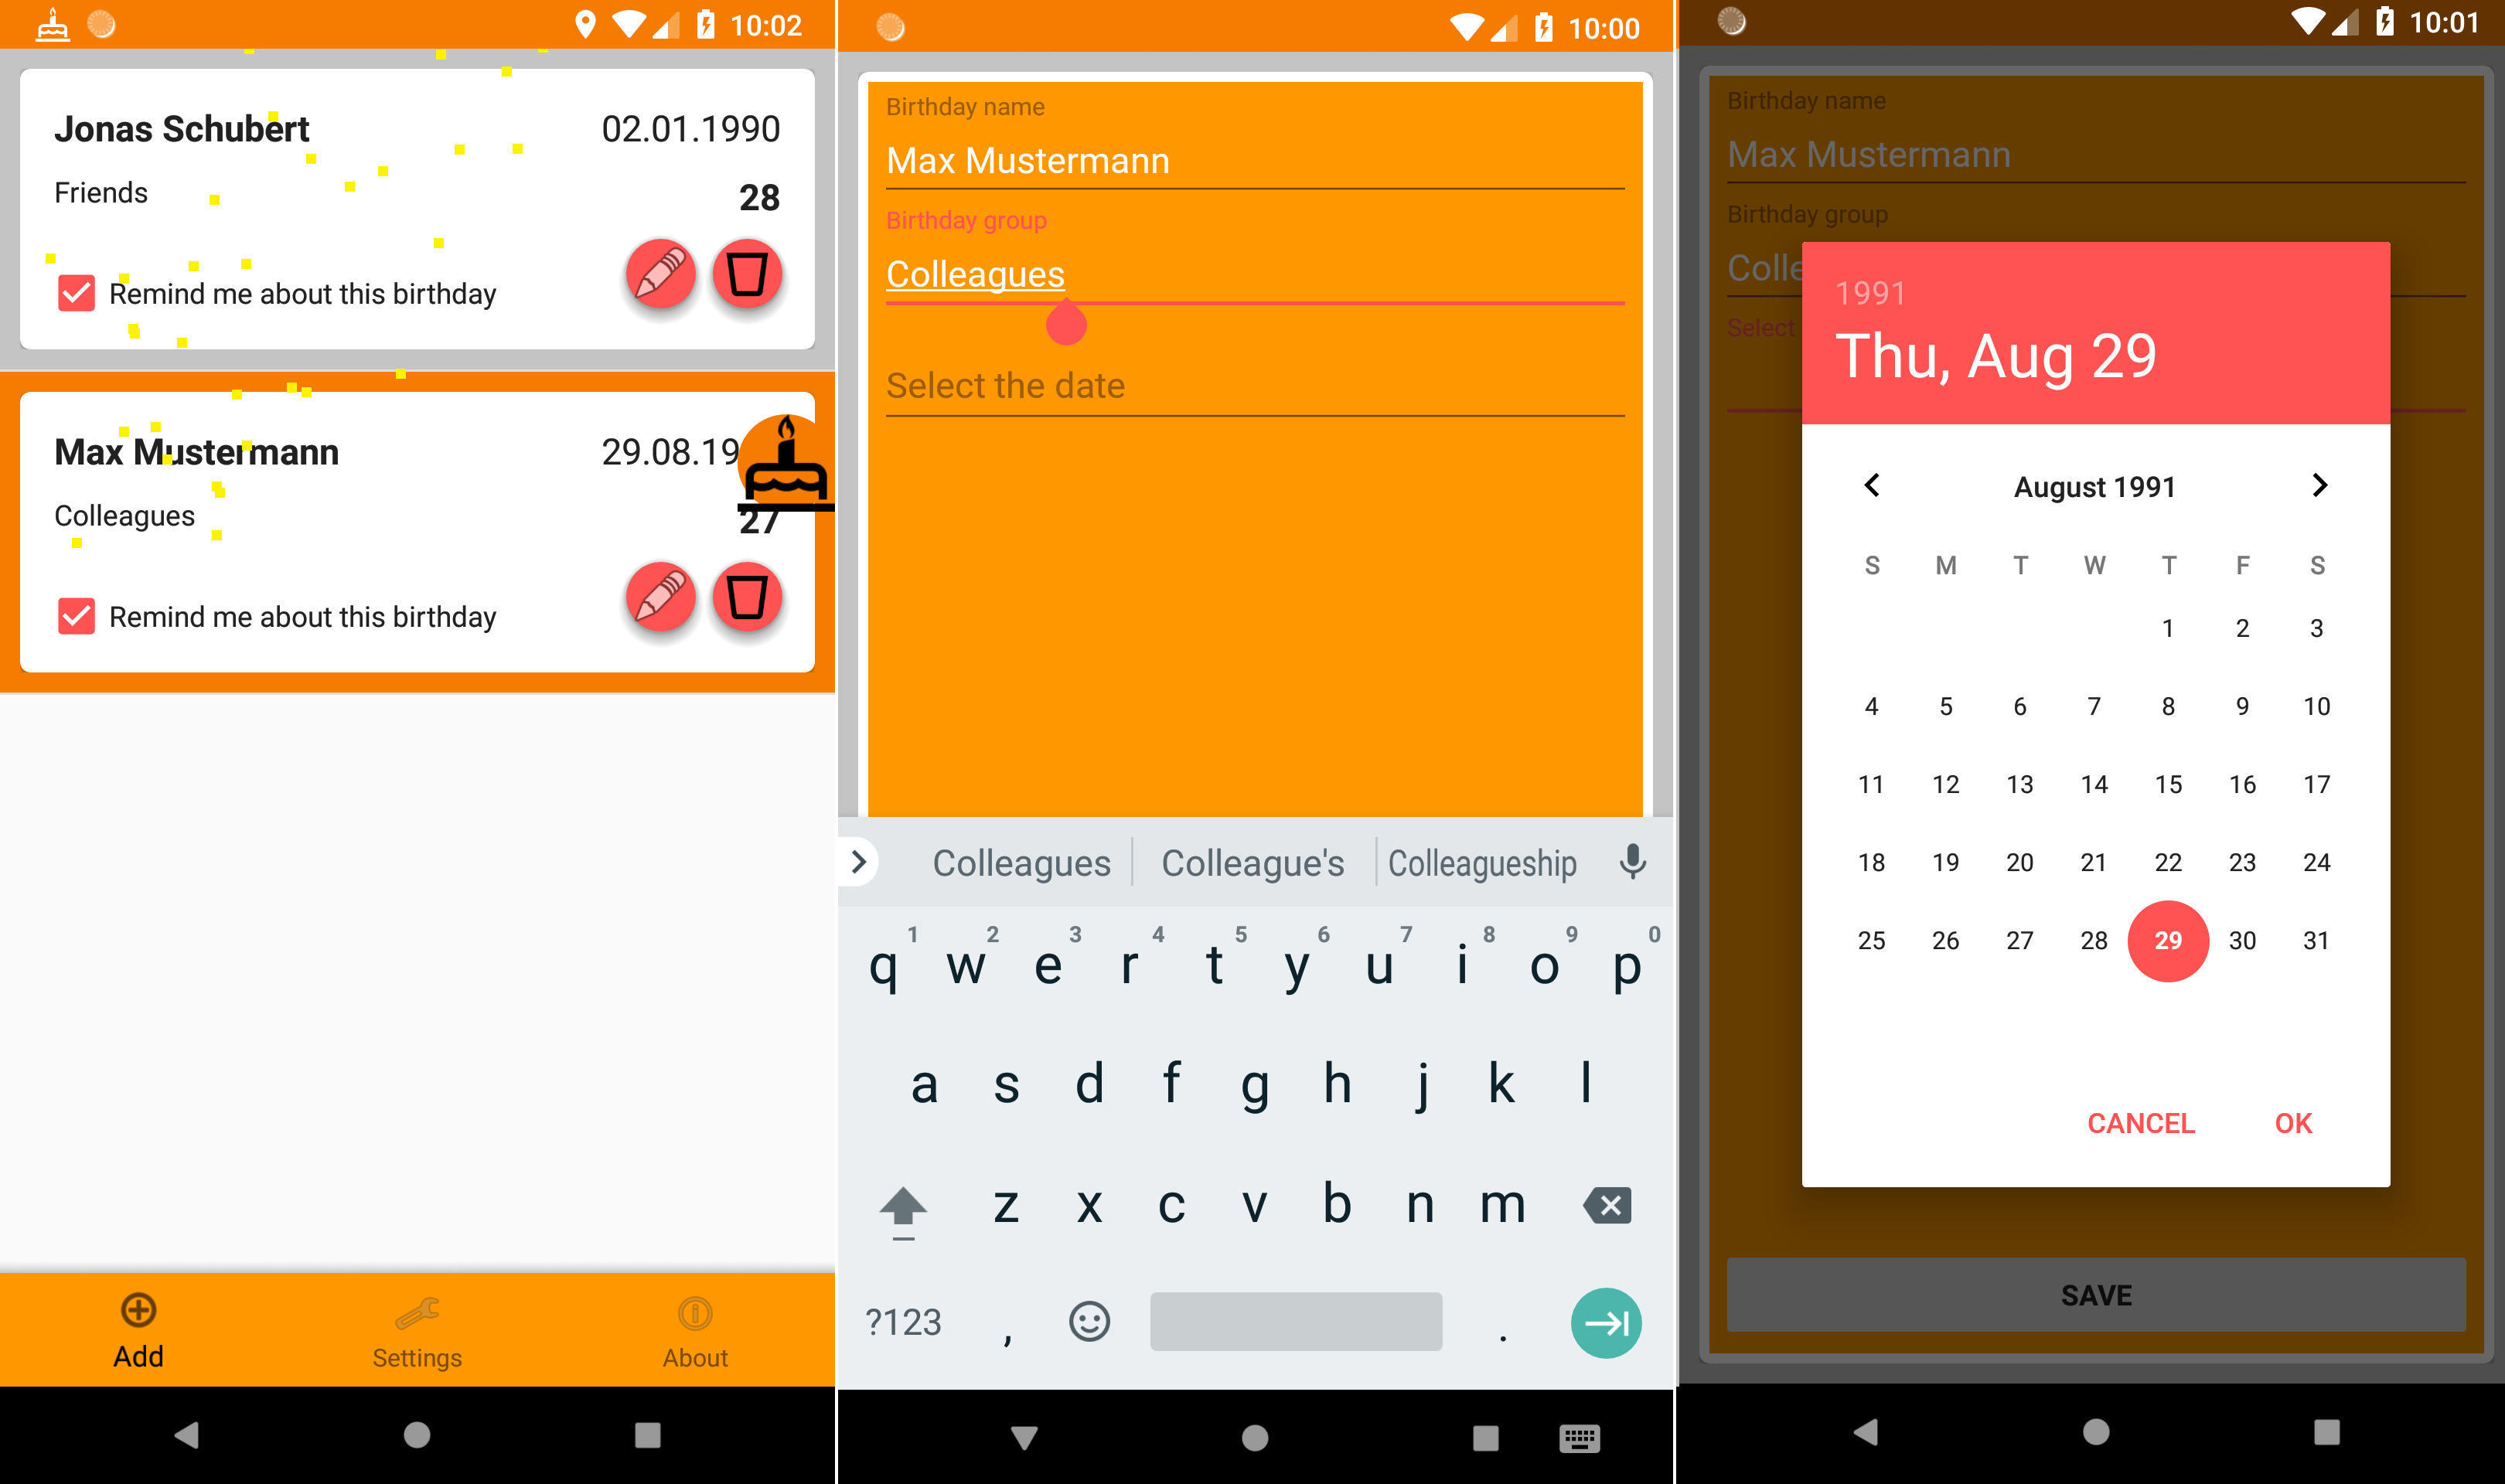 10:02
Jonas Schubert 02.01.1990
Friends 28
Remind me about this birthday
Max Mustermann 29.08.19
Colleagues 27
Remind me about this birthday
Add Settings About
10:00
Birthday name
Max Mustermann
Birthday group
Colleagues
Select the date
Colleagues Colleague's Colleagueship
1 2 3 4 5 6 7 8 9 0
q w e r t y u i o p
a s d f g h j k l
z x c v b n m
?123 , .
10:01
Birthday name
Max Mustermann
Birthday group
Colle
Select
1991
Thu, Aug 29
August 1991
S M T W T F S
1 2 3
4 5 6 7 8 9 10
11 12 13 14 15 16 17
18 19 20 21 22 23 24
25 26 27 28 29 30 31
CANCEL OK
SAVE